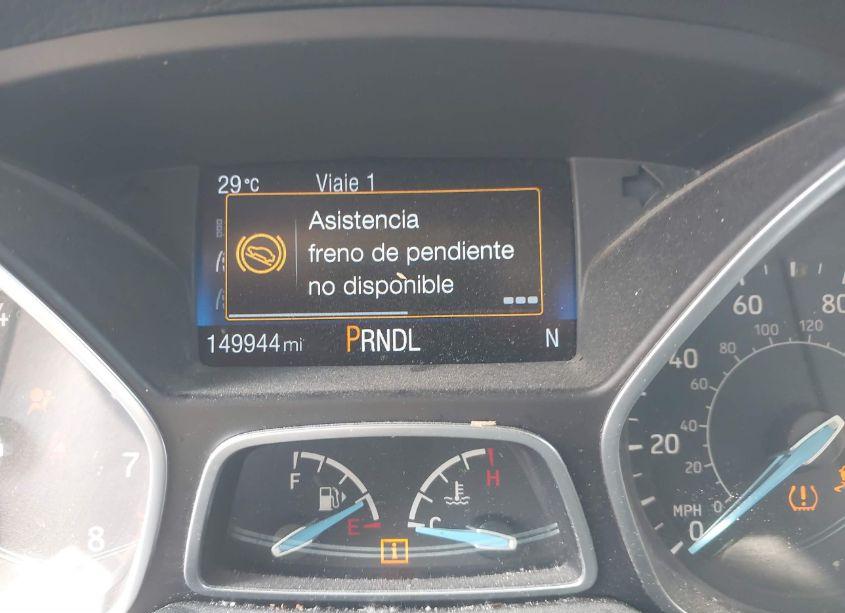 29°C Viaje 1
Asistencia
freno de pendiente
no disponible
149944 mi PRNDL N
7
8
F
E
H
C
i
60 80
40
20
0
MPH
100 120
80
60
40
20
0